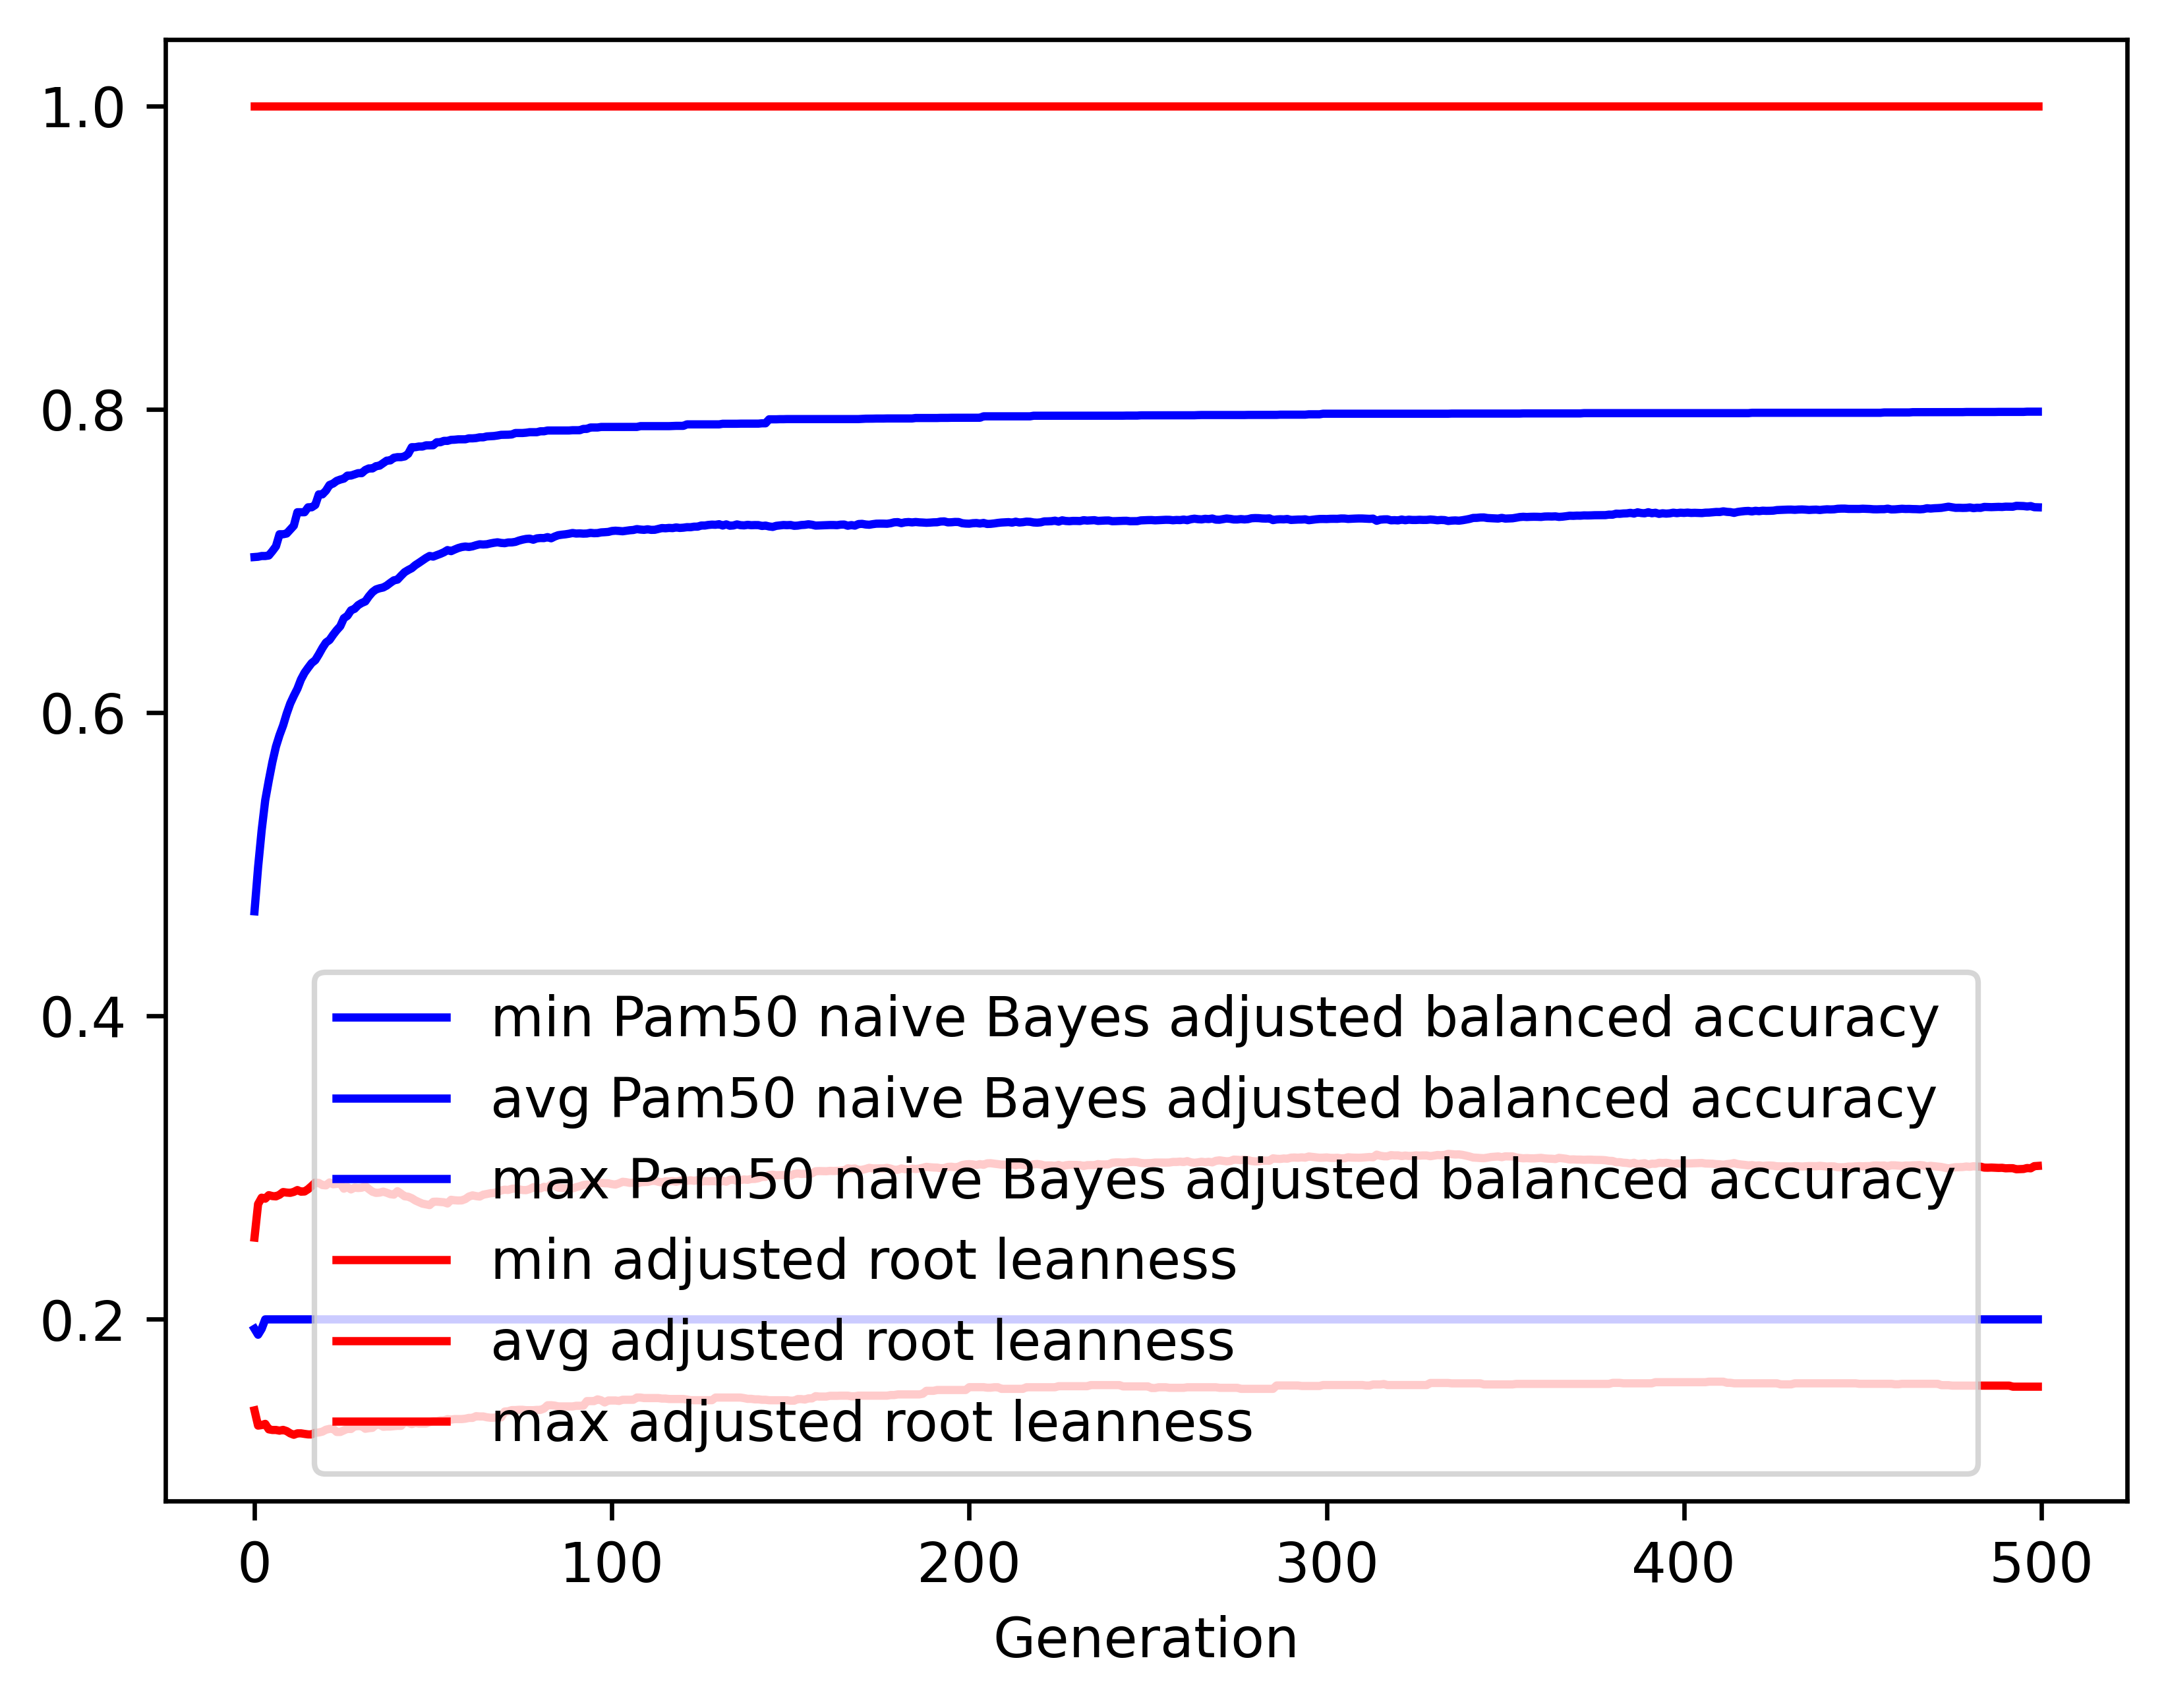 1.0
0.8
0.6
0.4
0.2
min Pam50 naive Bayes adjusted balanced accuracy
avg Pam50 naive Bayes adjusted balanced accuracy
max Pam50 naive Bayes adjusted balanced accuracy
min adjusted root leanness
avg adjusted root leanness
max adjusted root leanness
0 100 200 300 400 500
Generation